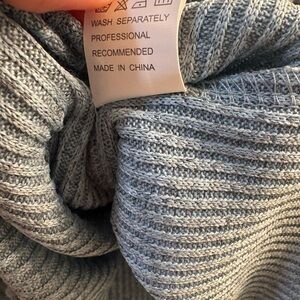 WASH SEPARATELY
PROFESSIONAL
RECOMMENDED
MADE IN CHINA